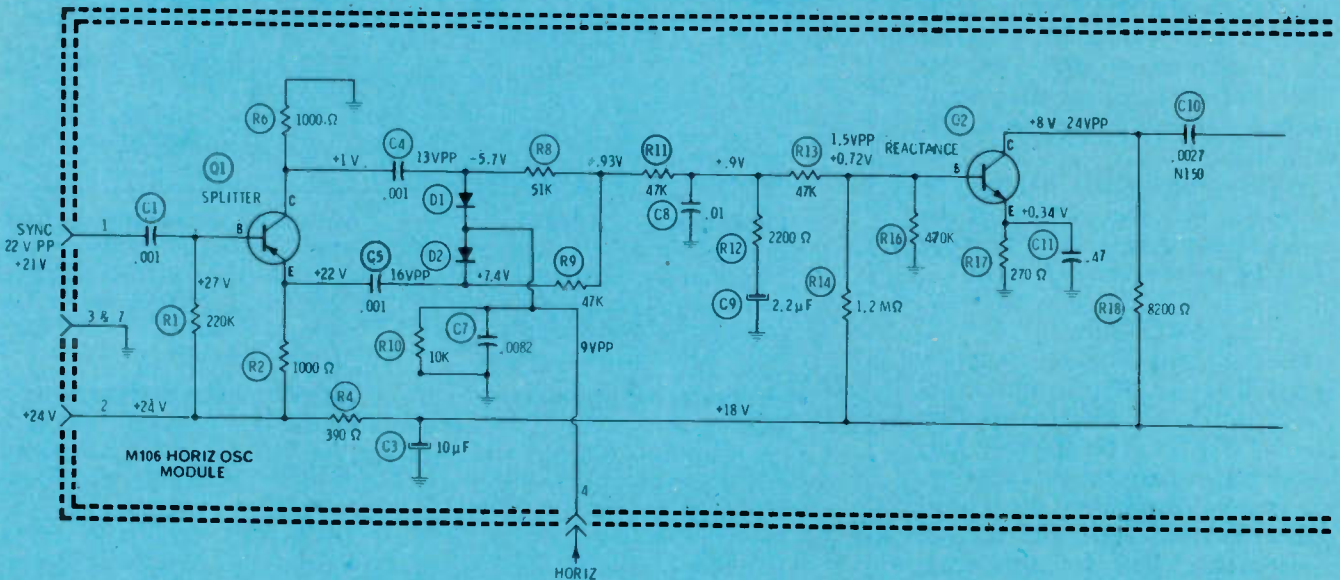 R6
1000 Ω
Q1
SPLITTER
C
B
E
+1 V
C4
13VPP
.001
-5.7V
R8
51K
.93V
R11
47K
+.9V
C8
.01
R13
47K
1.5VPP
+0.72V
REACTANCE
Q2
+8 V 24VPP
C
B
E
C10
.0027
N150
SYNC
22 V PP
+21V
1
C1
.001
+27 V
R1
220K
D1
D2
+22 V
C5
16VPP
.001
+7.4V
R9
47K
R12
2200 Ω
C9
2.2μF
R14
1.2 MΩ
R16
470K
+0.34 V
R17
270 Ω
C11
.47
R18
8200 Ω
3 & 7
R2
1000 Ω
R10
10K
C7
.0082
9VPP
+24 V
2
+24 V
R4
390 Ω
C3
10μF
+18 V
M106 HORIZ OSC
MODULE
4
HORIZ